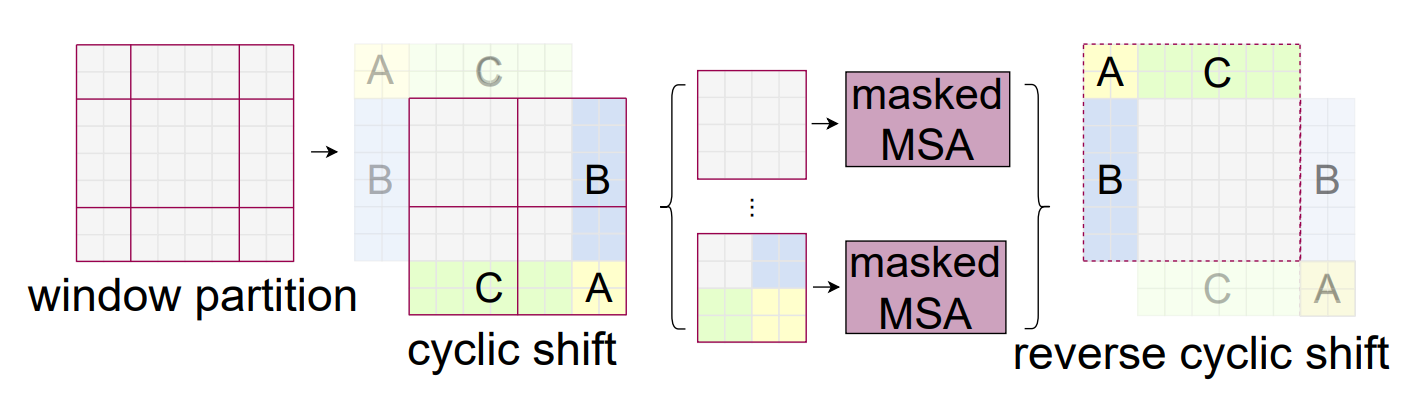 window partition
A
C
B
B
C
A
cyclic shift
masked
MSA
⋮
masked
MSA
A
C
B
B
C
A
reverse cyclic shift